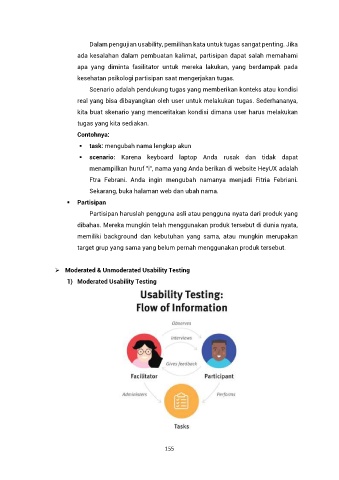 Dalam pengujian usability, pemilihan kata untuk tugas sangat penting. Jika
ada kesalahan dalam pembuatan kalimat, partisipan dapat salah memahami
apa yang diminta fasilitator untuk mereka lakukan, yang berdampak pada
kesehatan psikologi partisipan saat mengerjakan tugas.
Scenario adalah pendukung tugas yang memberikan konteks atau kondisi
real yang bisa dibayangkan oleh user untuk melakukan tugas. Sederhananya,
kita buat skenario yang menceritakan kondisi dimana user harus melakukan
tugas yang kita sediakan.
Contohnya:
▪ task: mengubah nama lengkap akun
▪ scenario: Karena keyboard laptop Anda rusak dan tidak dapat
menampilkan huruf "i", nama yang Anda berikan di website HeyUX adalah
Ftra Febrani. Anda ingin mengubah namanya menjadi Fitria Febriani.
Sekarang, buka halaman web dan ubah nama.
▪ Partisipan
Partisipan haruslah pengguna asli atau pengguna nyata dari produk yang
dibahas. Mereka mungkin telah menggunakan produk tersebut di dunia nyata,
memiliki background dan kebutuhan yang sama, atau mungkin merupakan
target grup yang sama yang belum pernah menggunakan produk tersebut.
➢ Moderated & Unmoderated Usability Testing
1) Moderated Usability Testing
Usability Testing:
Flow of Information
Observes
Interviews
Gives feedback
Facilitator Participant
Administers Performs
Tasks
155